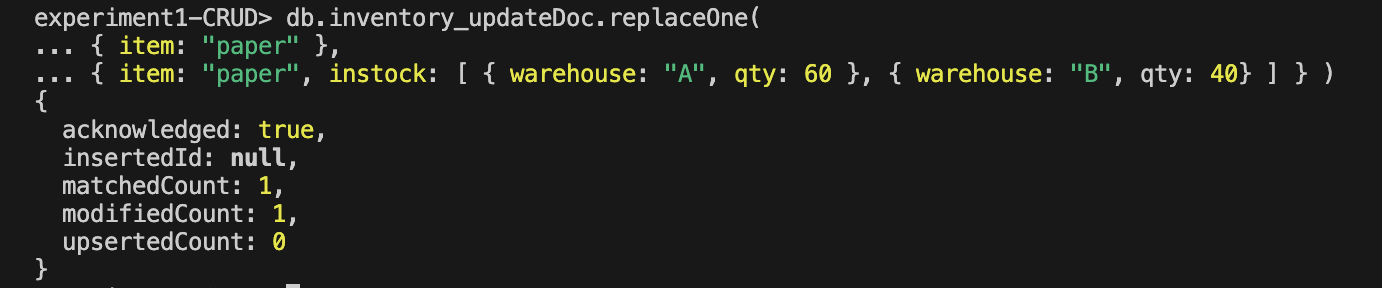 experiment1-CRUD> db.inventory_updateDoc.replaceOne(
... { item: "paper" },
... { item: "paper", instock: [ { warehouse: "A", qty: 60 }, { warehouse: "B", qty: 40} ] } )
{
  acknowledged: true,
  insertedId: null,
  matchedCount: 1,
  modifiedCount: 1,
  upsertedCount: 0
}